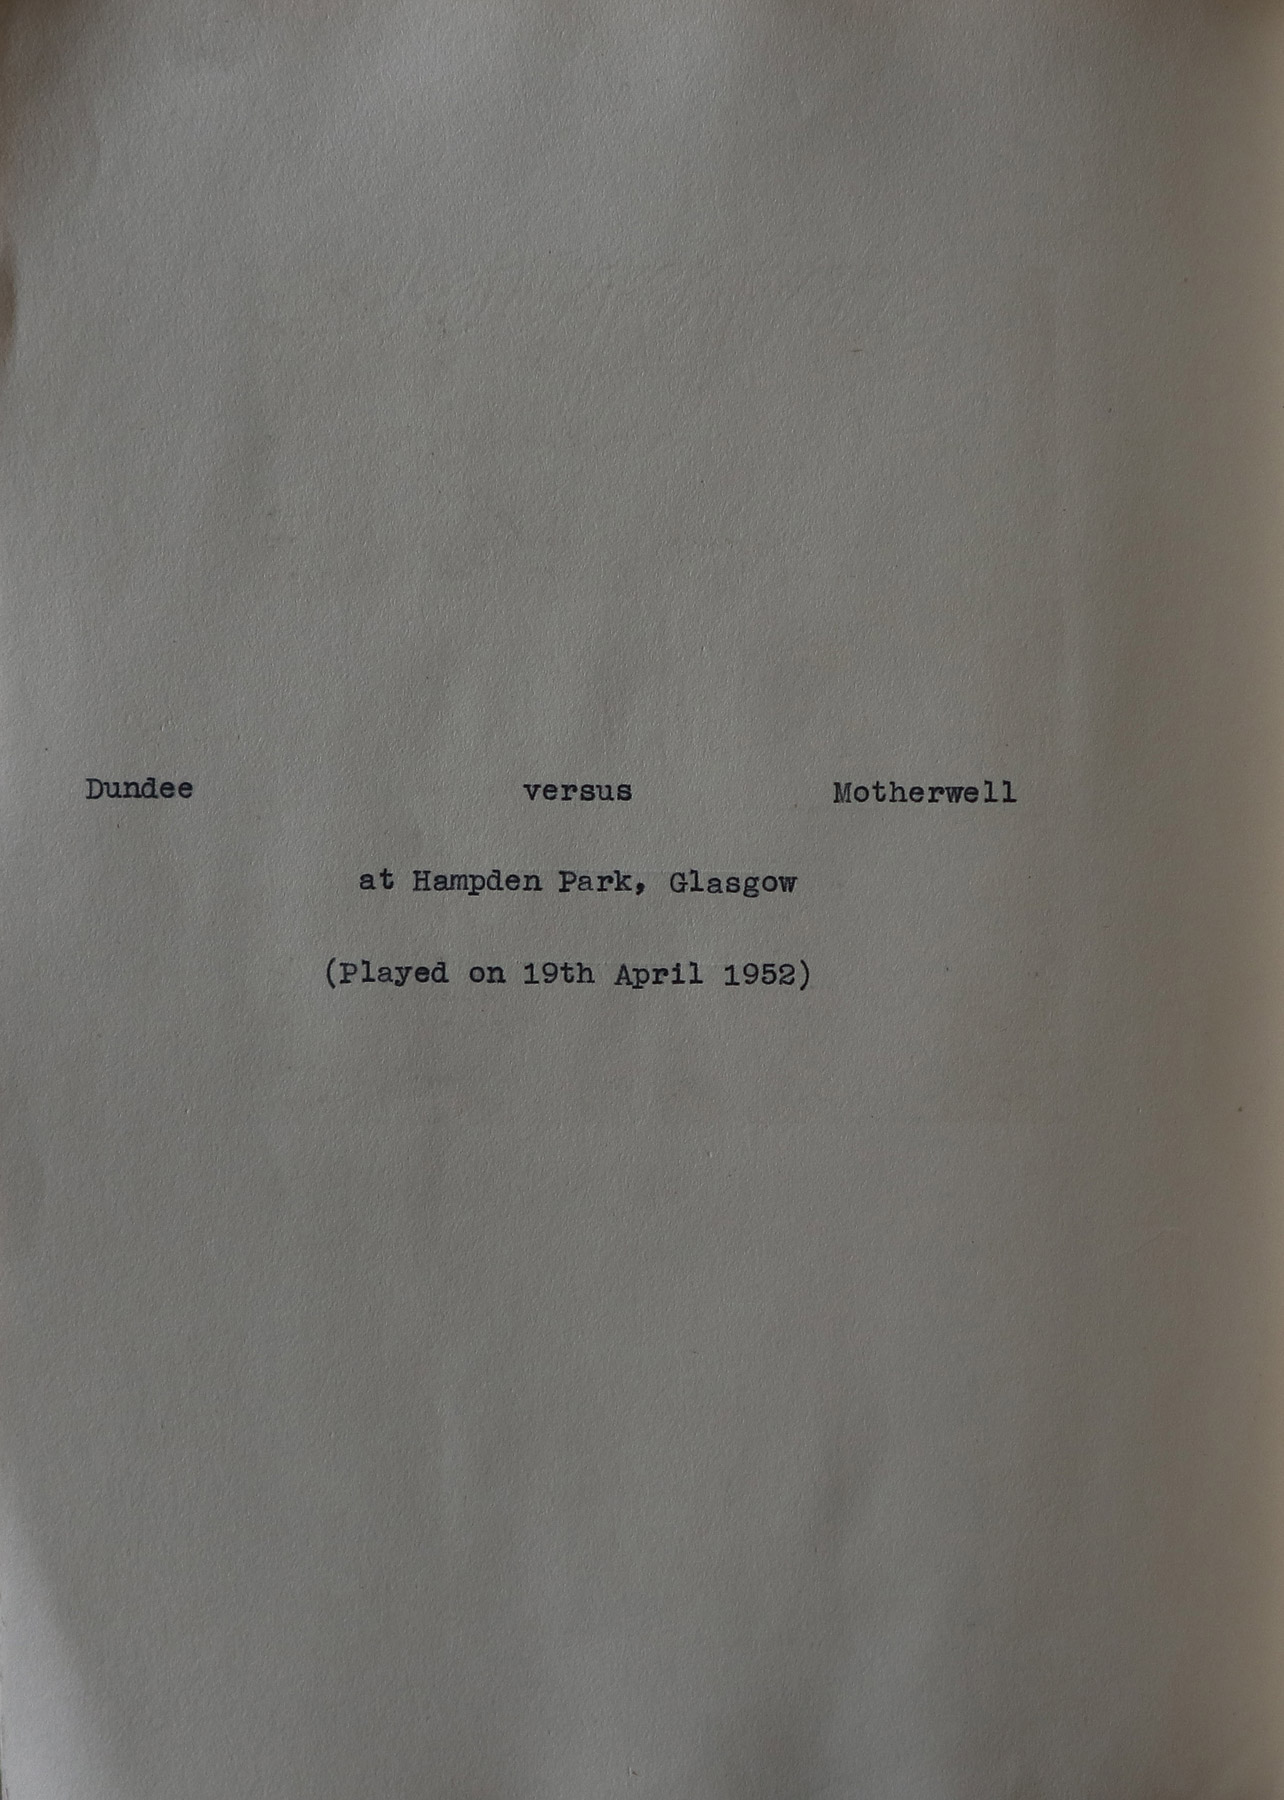 Dundee versus Motherwell
at Hampden Park, Glasgow
(Played on 19th April 1952)